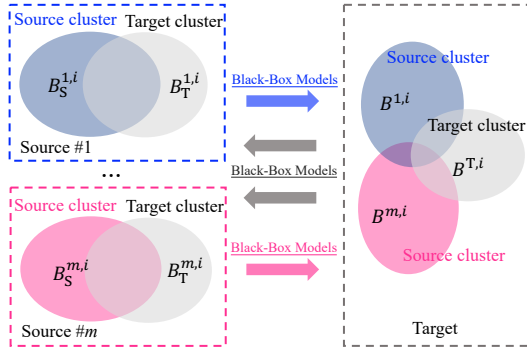 Source cluster
Target cluster
B_S^{1,i}
B_T^{1,i}
Source #1
...
Source cluster
Target cluster
B_S^{m,i}
B_T^{m,i}
Source #m
Black-Box Models
Black-Box Models
Black-Box Models
Source cluster
B^{1,i}
Target cluster
B^{T,i}
B^{m,i}
Source cluster
Target